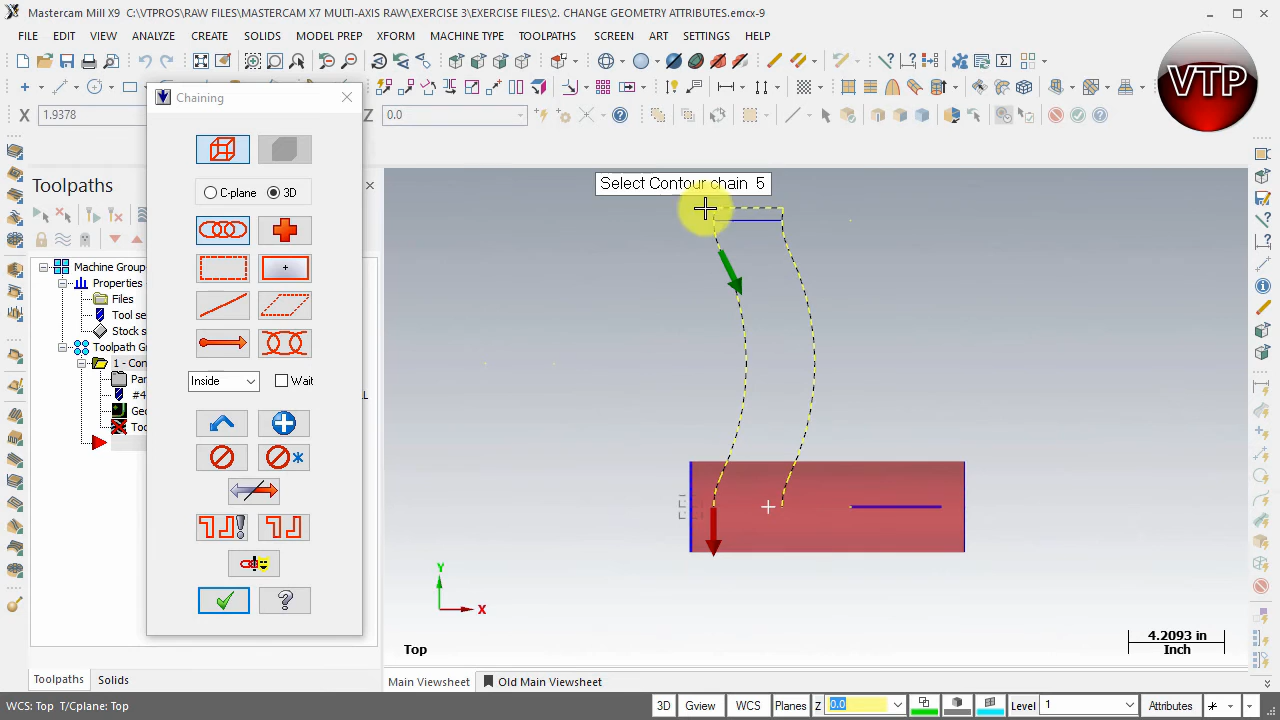 Mastercam Mill X9 C:\VTPROS\RAW FILES\MASTERCAM X7 MULTI-AXIS RAW\EXERCISE 3\EXERCISE FILES\2. CHANGE GEOMETRY ATTRIBUTES.emcx-9
FILE EDIT VIEW ANALYZE CREATE SOLIDS MODEL PREP XFORM MACHINE TYPE TOOLPATHS SCREEN ART SETTINGS HELP
VTP
Chaining
X 1.9378 Z 0.0
Toolpaths
Select Contour chain 5
C-plane 3D
Machine Group
Properties
Files
Tool se
Stock s
Toolpath G
1 - Con
Par
#4
L
Geo
Too
Inside Wait
Y
X
4.2093 in
Inch
Top
Toolpaths Solids
Main Viewsheet Old Main Viewsheet
WCS: Top T/Cplane: Top 3D Gview WCS Planes Z 0.0 Level 1 Attributes